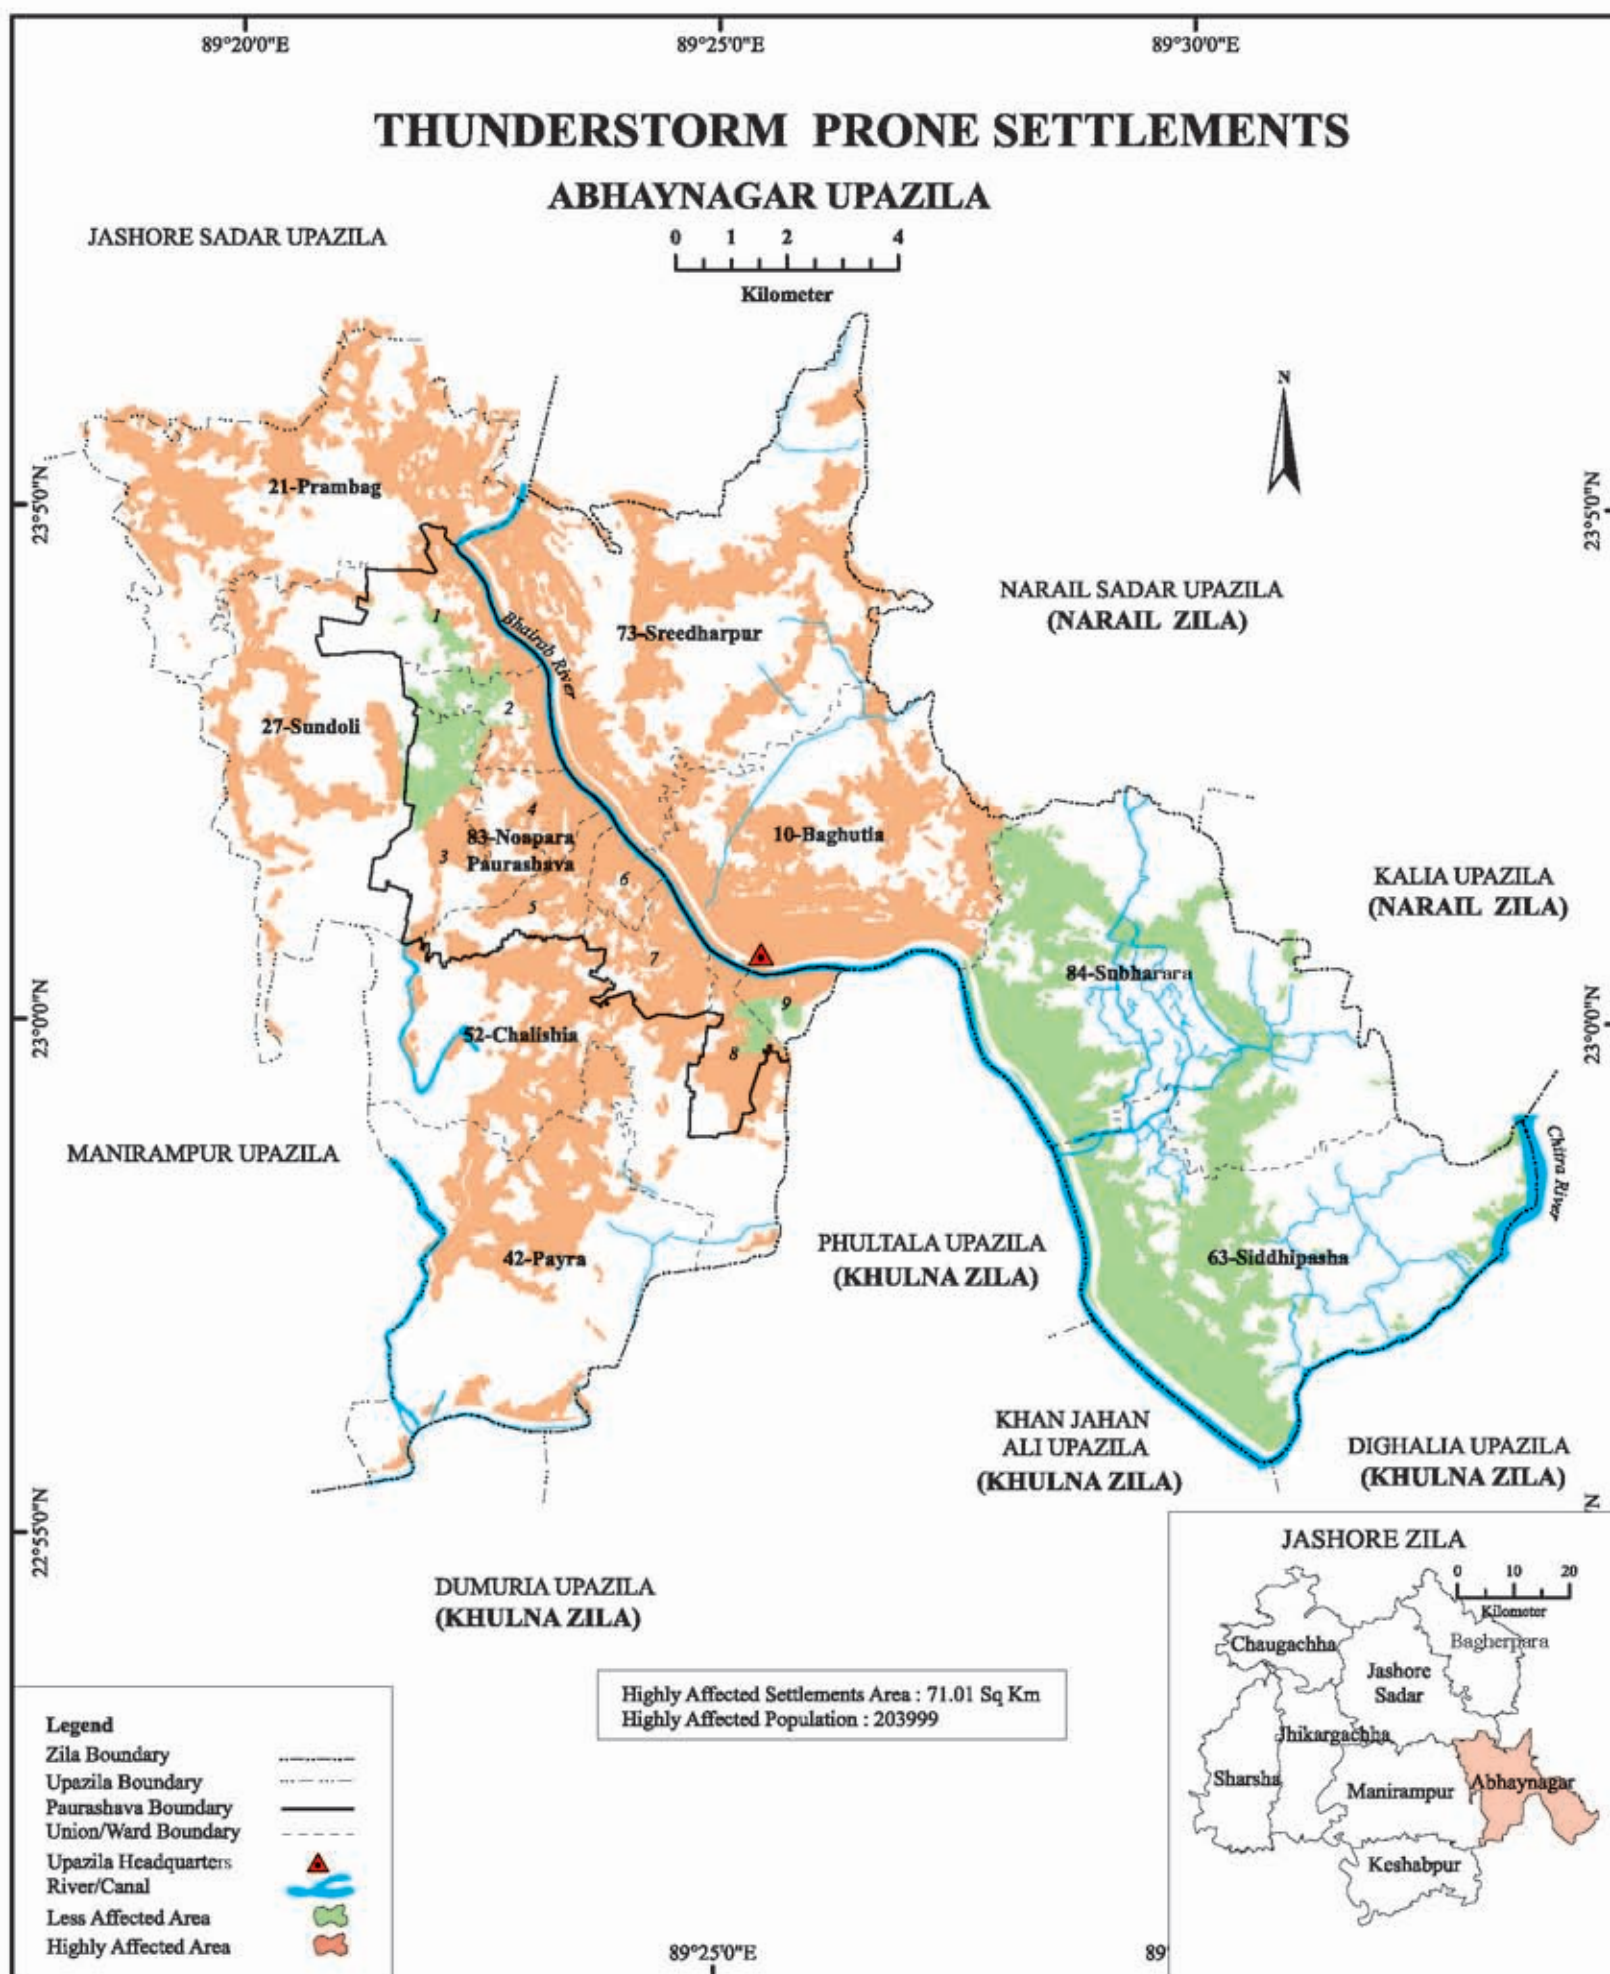 89°20'0"E
89°25'0"E
89°30'0"E
THUNDERSTORM PRONE SETTLEMENTS
ABHAYNAGAR UPAZILA
JASHORE SADAR UPAZILA
0 1 2 4
Kilometer
N
23°5'0"N
23°5'0"N
21-Prambag
NARAIL SADAR UPAZILA
(NARAIL ZILA)
1
Bhairub River
73-Sreedharpur
27-Sundoli
2
4
83-Noapara
Paurashava
3
10-Baghutia
6
5
KALIA UPAZILA
(NARAIL ZILA)
7
84-Subharara
9
23°0'0"N
23°0'0"N
52-Chalishia
8
MANIRAMPUR UPAZILA
Chitra River
42-Payra
PHULTALA UPAZILA
(KHULNA ZILA)
63-Siddhipasha
KHAN JAHAN
ALI UPAZILA
(KHULNA ZILA)
DIGHALIA UPAZILA
(KHULNA ZILA)
22°55'0"N
N
DUMURIA UPAZILA
(KHULNA ZILA)
JASHORE ZILA
0 10 20
Kilometer
Chaugachha
Bagherpara
Jashore
Sadar
Jhikargachha
Sharsha
Manirampur
Abhaynagar
Keshabpur
Highly Affected Settlements Area : 71.01 Sq Km
Highly Affected Population : 203999
Legend
Zila Boundary
Upazila Boundary
Paurashava Boundary
Union/Ward Boundary
Upazila Headquarters
River/Canal
Less Affected Area
Highly Affected Area
89°25'0"E
89°